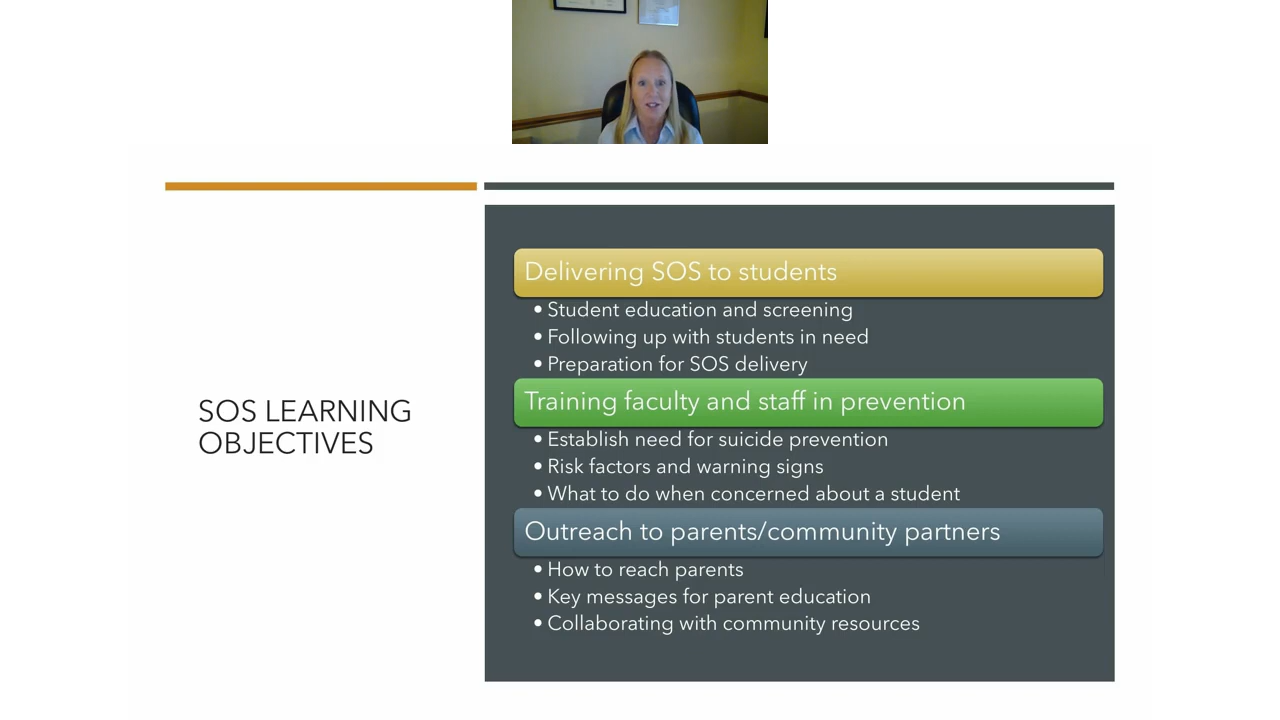 SOS LEARNING
OBJECTIVES
Delivering SOS to students
• Student education and screening
• Following up with students in need
• Preparation for SOS delivery
Training faculty and staff in prevention
• Establish need for suicide prevention
• Risk factors and warning signs
• What to do when concerned about a student
Outreach to parents/community partners
• How to reach parents
• Key messages for parent education
• Collaborating with community resources